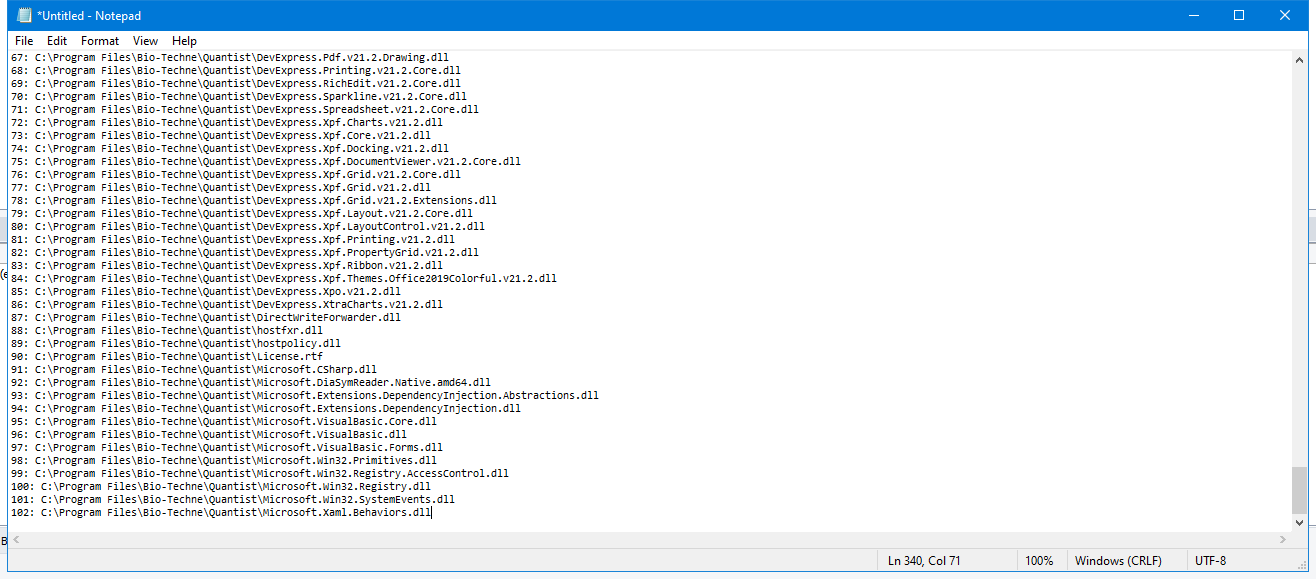 *Untitled - Notepad
File Edit Format View Help
67: C:\Program Files\Bio-Techne\Quantist\DevExpress.Pdf.v21.2.Drawing.dll
68: C:\Program Files\Bio-Techne\Quantist\DevExpress.Printing.v21.2.Core.dll
69: C:\Program Files\Bio-Techne\Quantist\DevExpress.RichEdit.v21.2.Core.dll
70: C:\Program Files\Bio-Techne\Quantist\DevExpress.Sparkline.v21.2.Core.dll
71: C:\Program Files\Bio-Techne\Quantist\DevExpress.Spreadsheet.v21.2.Core.dll
72: C:\Program Files\Bio-Techne\Quantist\DevExpress.Xpf.Charts.v21.2.dll
73: C:\Program Files\Bio-Techne\Quantist\DevExpress.Xpf.Core.v21.2.dll
74: C:\Program Files\Bio-Techne\Quantist\DevExpress.Xpf.Docking.v21.2.dll
75: C:\Program Files\Bio-Techne\Quantist\DevExpress.Xpf.DocumentViewer.v21.2.Core.dll
76: C:\Program Files\Bio-Techne\Quantist\DevExpress.Xpf.Grid.v21.2.Core.dll
77: C:\Program Files\Bio-Techne\Quantist\DevExpress.Xpf.Grid.v21.2.dll
78: C:\Program Files\Bio-Techne\Quantist\DevExpress.Xpf.Grid.v21.2.Extensions.dll
79: C:\Program Files\Bio-Techne\Quantist\DevExpress.Xpf.Layout.v21.2.Core.dll
80: C:\Program Files\Bio-Techne\Quantist\DevExpress.Xpf.LayoutControl.v21.2.dll
81: C:\Program Files\Bio-Techne\Quantist\DevExpress.Xpf.Printing.v21.2.dll
82: C:\Program Files\Bio-Techne\Quantist\DevExpress.Xpf.PropertyGrid.v21.2.dll
83: C:\Program Files\Bio-Techne\Quantist\DevExpress.Xpf.Ribbon.v21.2.dll
84: C:\Program Files\Bio-Techne\Quantist\DevExpress.Xpf.Themes.Office2019Colorful.v21.2.dll
85: C:\Program Files\Bio-Techne\Quantist\DevExpress.Xpo.v21.2.dll
86: C:\Program Files\Bio-Techne\Quantist\DevExpress.XtraCharts.v21.2.dll
87: C:\Program Files\Bio-Techne\Quantist\DirectWriteForwarder.dll
88: C:\Program Files\Bio-Techne\Quantist\hostfxr.dll
89: C:\Program Files\Bio-Techne\Quantist\hostpolicy.dll
90: C:\Program Files\Bio-Techne\Quantist\License.rtf
91: C:\Program Files\Bio-Techne\Quantist\Microsoft.CSharp.dll
92: C:\Program Files\Bio-Techne\Quantist\Microsoft.DiaSymReader.Native.amd64.dll
93: C:\Program Files\Bio-Techne\Quantist\Microsoft.Extensions.DependencyInjection.Abstractions.dll
94: C:\Program Files\Bio-Techne\Quantist\Microsoft.Extensions.DependencyInjection.dll
95: C:\Program Files\Bio-Techne\Quantist\Microsoft.VisualBasic.Core.dll
96: C:\Program Files\Bio-Techne\Quantist\Microsoft.VisualBasic.dll
97: C:\Program Files\Bio-Techne\Quantist\Microsoft.VisualBasic.Forms.dll
98: C:\Program Files\Bio-Techne\Quantist\Microsoft.Win32.Primitives.dll
99: C:\Program Files\Bio-Techne\Quantist\Microsoft.Win32.Registry.AccessControl.dll
100: C:\Program Files\Bio-Techne\Quantist\Microsoft.Win32.Registry.dll
101: C:\Program Files\Bio-Techne\Quantist\Microsoft.Win32.SystemEvents.dll
102: C:\Program Files\Bio-Techne\Quantist\Microsoft.Xaml.Behaviors.dll
Ln 340, Col 71 100% Windows (CRLF) UTF-8